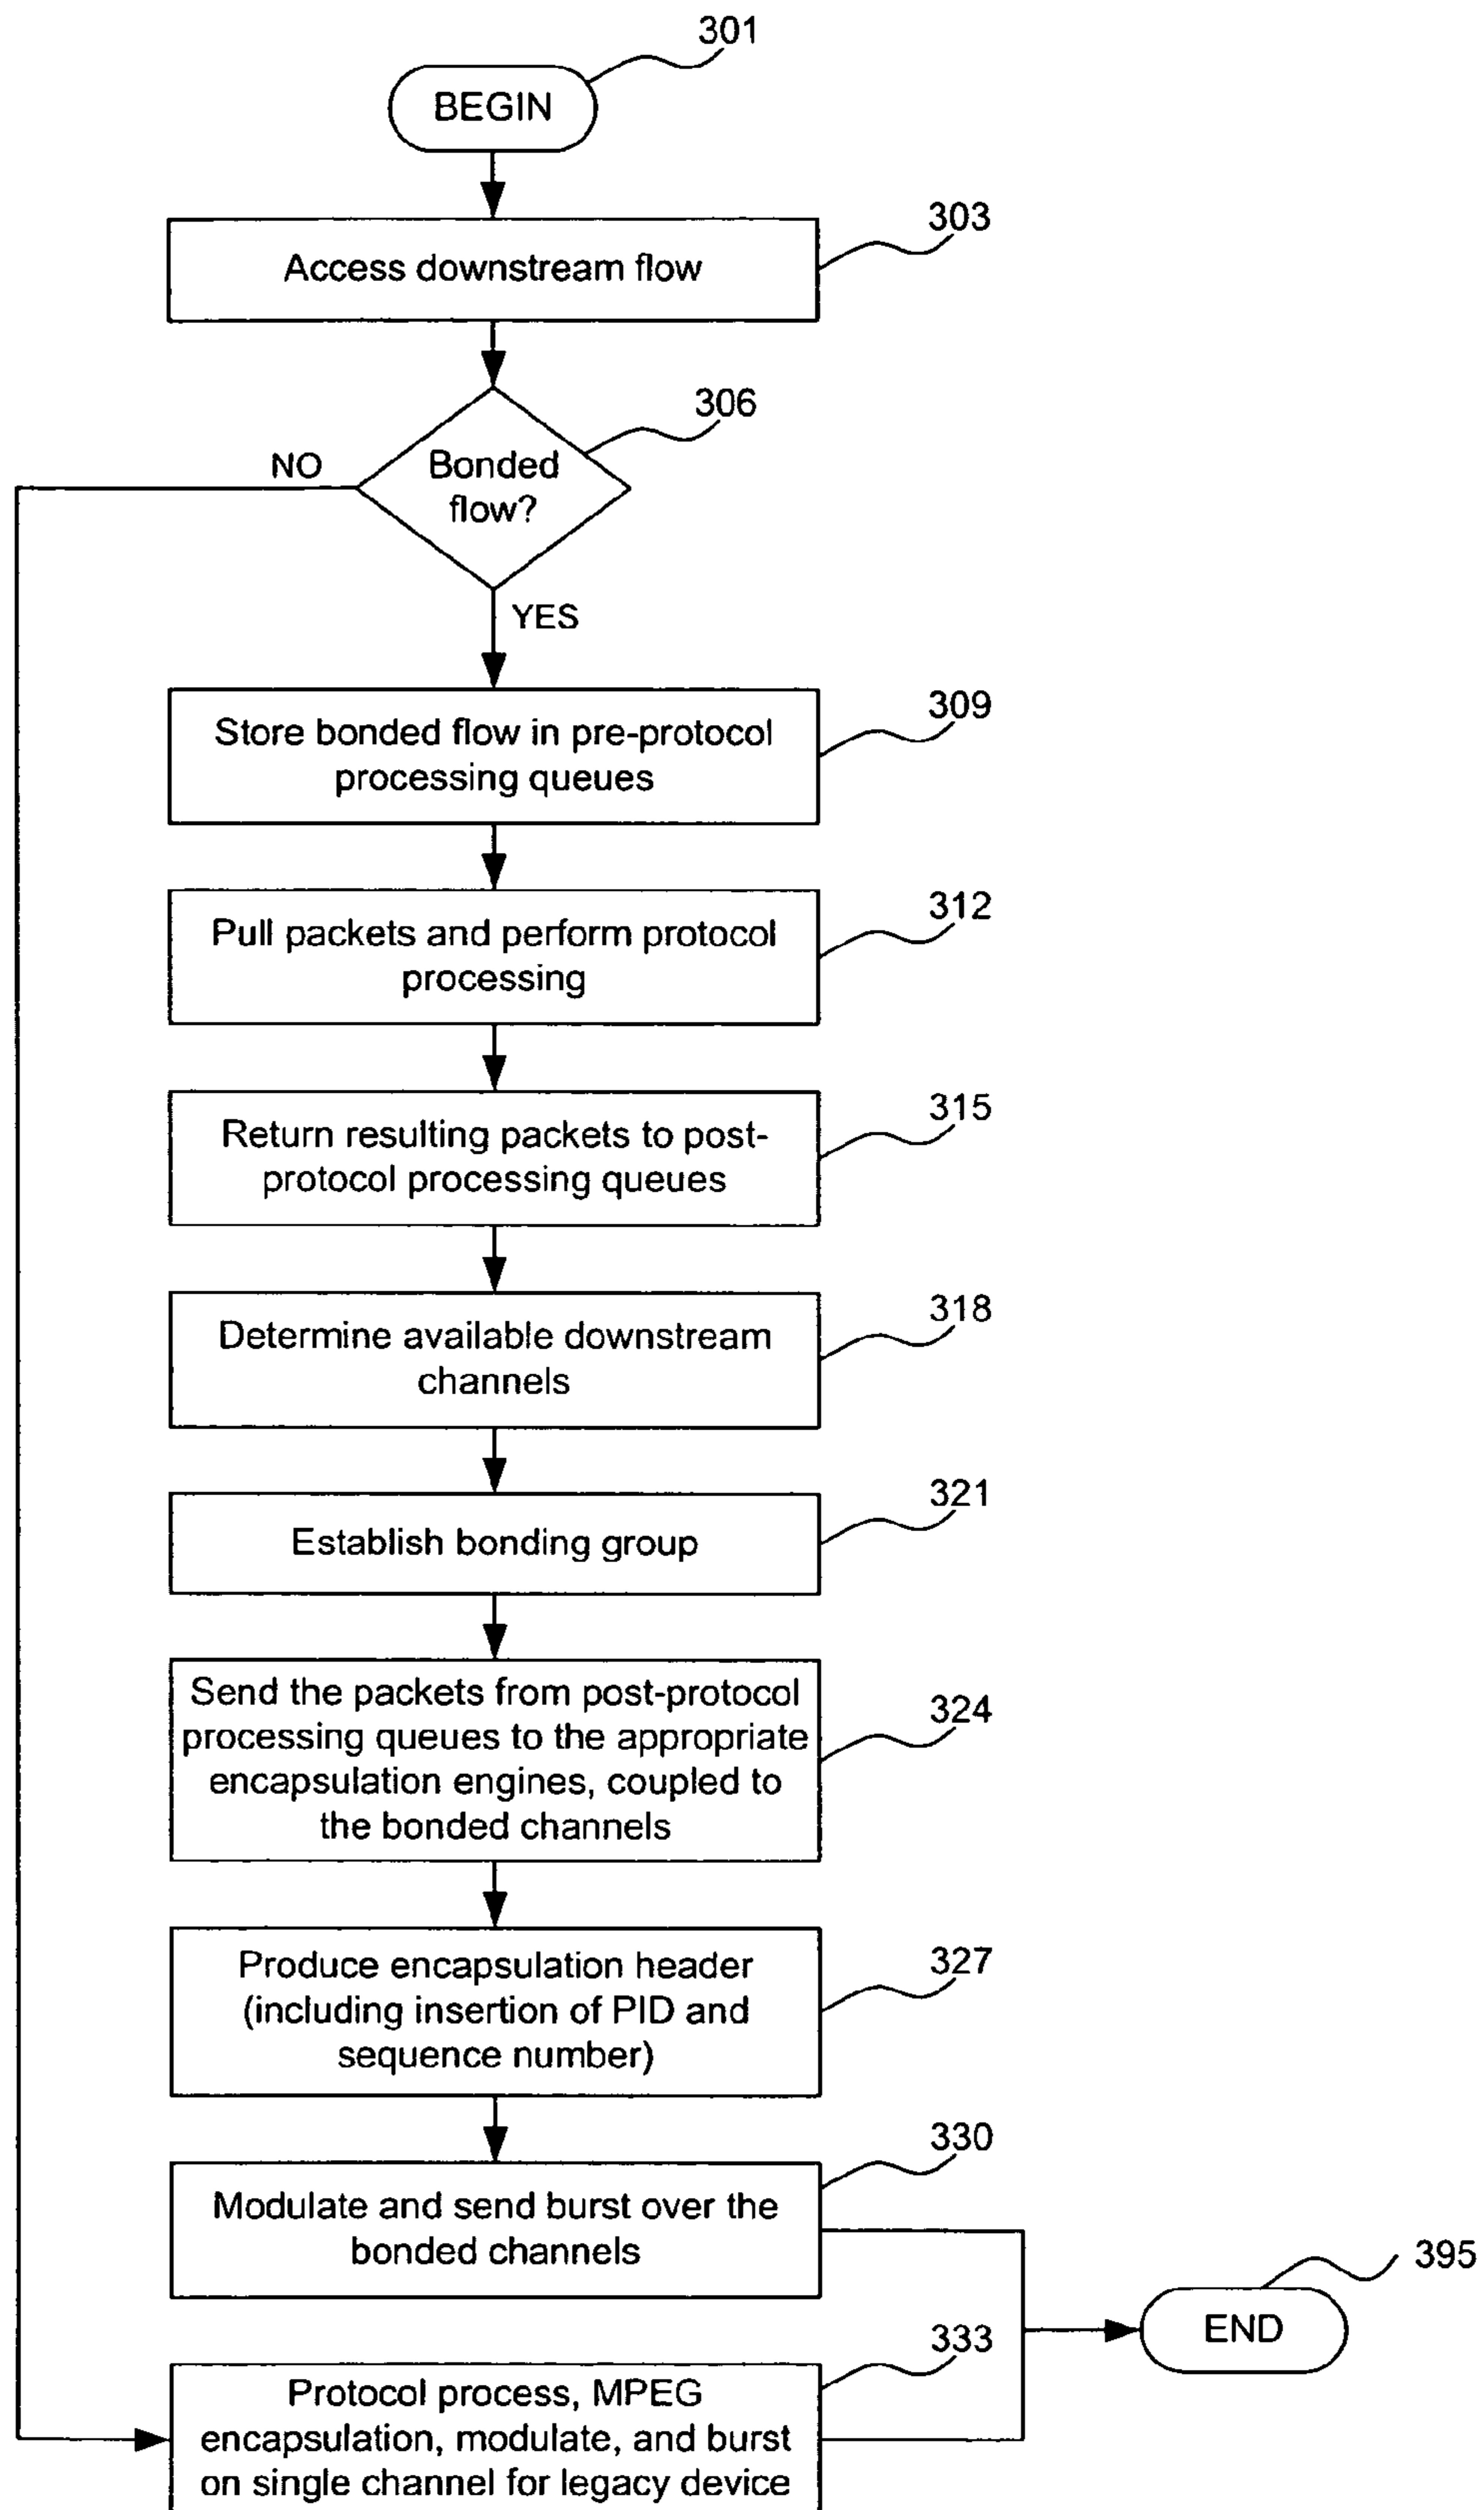 301
BEGIN
303
Access downstream flow
306
NO
Bonded
flow?
YES
309
Store bonded flow in pre-protocol
processing queues
312
Pull packets and perform protocol
processing
315
Return resulting packets to post-
protocol processing queues
318
Determine available downstream
channels
321
Establish bonding group
324
Send the packets from post-protocol
processing queues to the appropriate
encapsulation engines, coupled to
the bonded channels
327
Produce encapsulation header
(including insertion of PID and
sequence number)
330
Modulate and send burst over the
bonded channels
395
END
333
Protocol process, MPEG
encapsulation, modulate, and burst
on single channel for legacy device